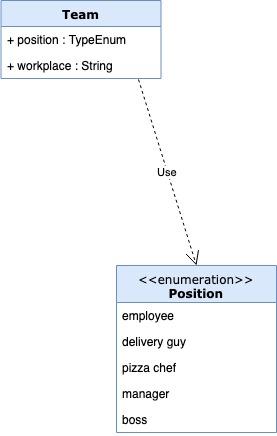 Team
+ position : TypeEnum
+ workplace : String
Use
<<enumeration>>
Position
employee
delivery guy
pizza chef
manager
boss